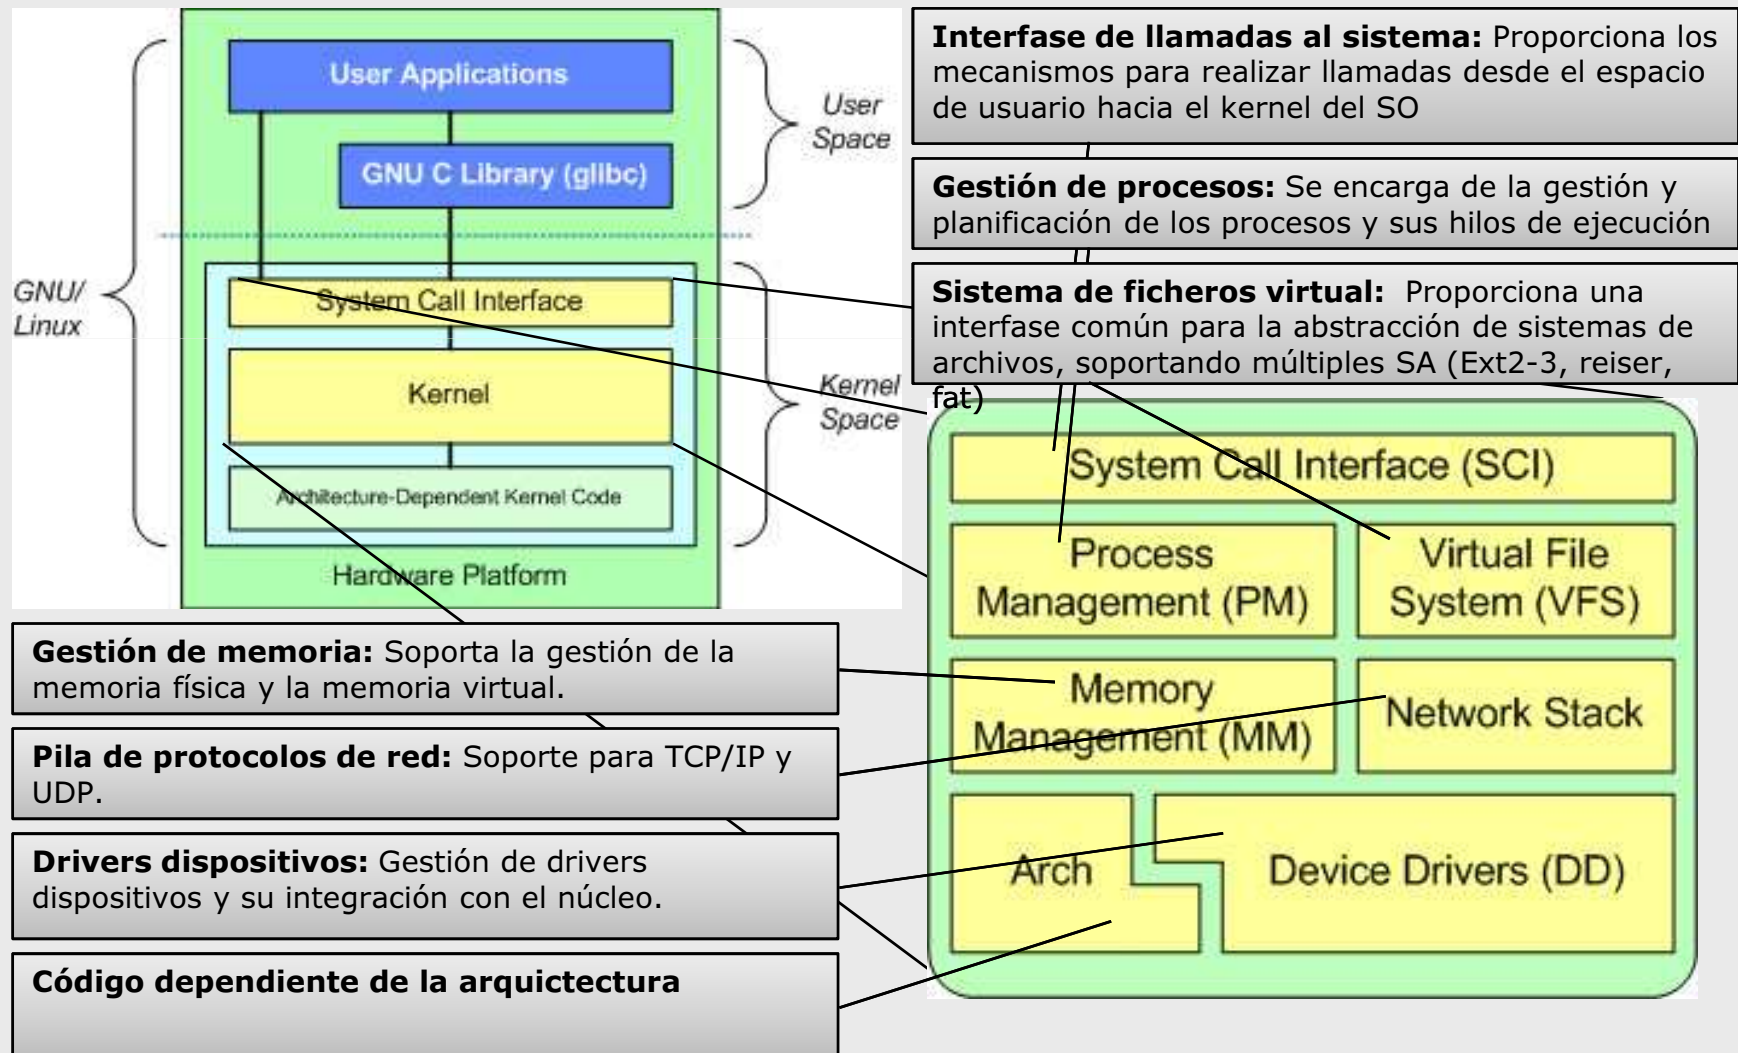 User Applications
GNU C Library (glibc)
User
Space
GNU/
Linux
System Call Interface
Kernel
Architecture-Dependent Kernel Code
Kernel
Space
Hardware Platform
Interfase de llamadas al sistema: Proporciona los
mecanismos para realizar llamadas desde el espacio
de usuario hacia el kernel del SO
Gestión de procesos: Se encarga de la gestión y
planificación de los procesos y sus hilos de ejecución
Sistema de ficheros virtual: Proporciona una
interfase común para la abstracción de sistemas de
archivos, soportando múltiples SA (Ext2-3, reiser,
fat)
System Call Interface (SCI)
Process
Management (PM)
Virtual File
System (VFS)
Memory
Management (MM)
Network Stack
Arch
Device Drivers (DD)
Gestión de memoria: Soporta la gestión de la
memoria física y la memoria virtual.
Pila de protocolos de red: Soporte para TCP/IP y
UDP.
Drivers dispositivos: Gestión de drivers
dispositivos y su integración con el núcleo.
Código dependiente de la arquictectura